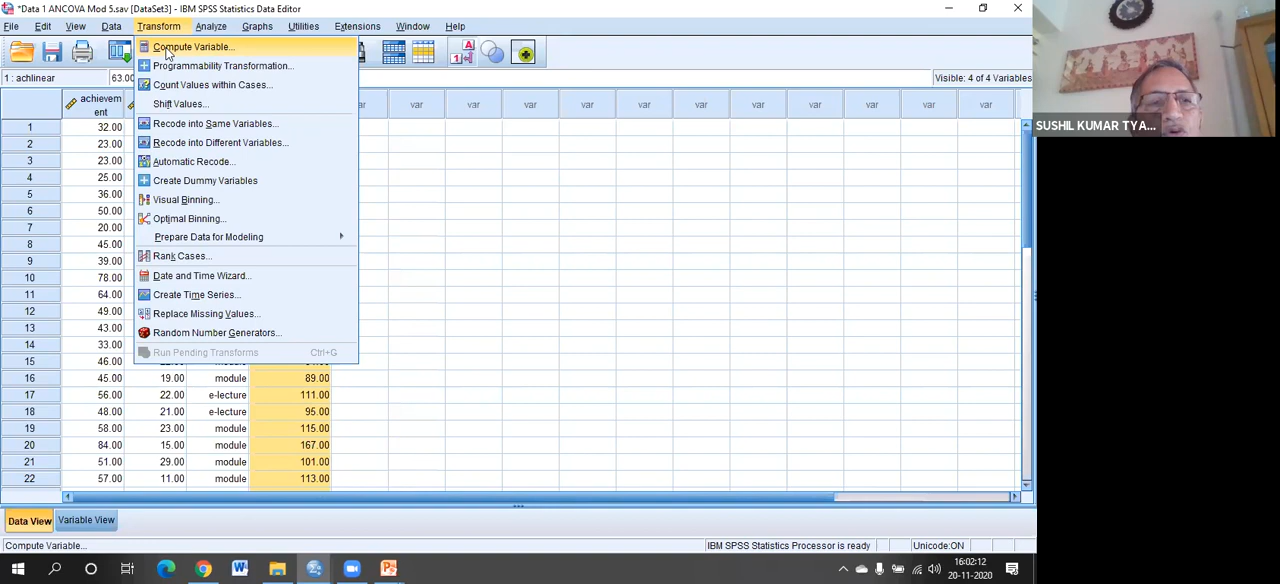 *Data 1 ANCOVA Mod 5.sav [DataSet3] - IBM SPSS Statistics Data Editor
File Edit View Data Transform Analyze Graphs Utilities Extensions Window Help
1 : achlinear 63.00 Visible: 4 of 4 Variables
Compute Variable...
Programmability Transformation...
Count Values within Cases...
Shift Values...
Recode into Same Variables...
Recode into Different Variables...
Automatic Recode...
Create Dummy Variables
Visual Binning...
Optimal Binning...
Prepare Data for Modeling
Rank Cases...
Date and Time Wizard...
Create Time Series...
Replace Missing Values...
Random Number Generators...
Run Pending Transforms Ctrl+G
achievem
ent
var var var var var var var var
1 32.00
2 23.00
3 23.00
4 25.00
5 36.00
6 50.00
7 20.00
8 45.00
9 39.00
10 78.00
11 64.00
12 49.00
13 43.00
14 33.00
15 46.00
16 45.00 19.00 module 89.00
17 56.00 22.00 e-lecture 111.00
18 48.00 21.00 e-lecture 95.00
19 58.00 23.00 module 115.00
20 84.00 15.00 module 167.00
21 51.00 29.00 module 101.00
22 57.00 11.00 module 113.00
Data View Variable View
Compute Variable... IBM SPSS Statistics Processor is ready Unicode:ON
16:02:12
20-11-2020
SUSHIL KUMAR TYA...